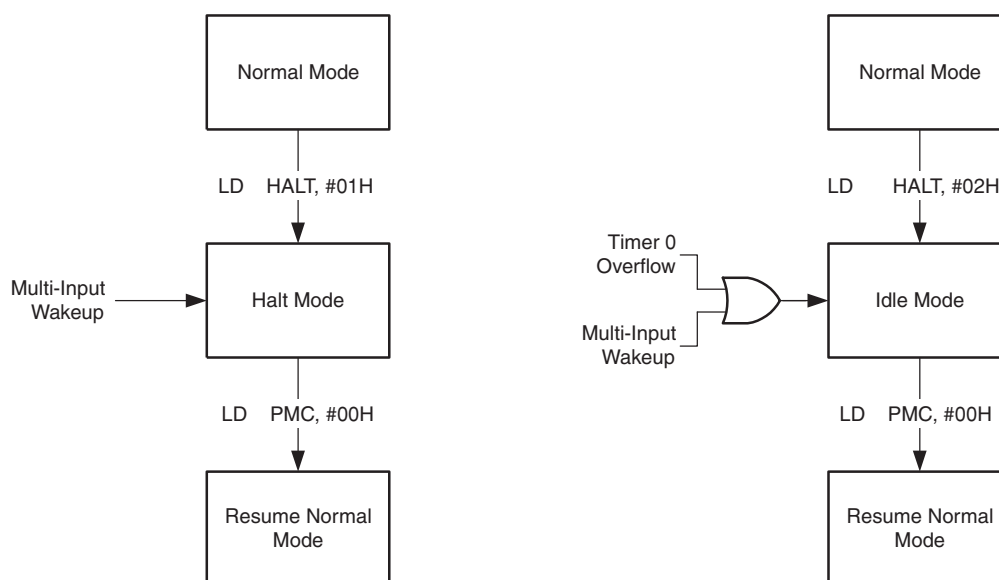 Normal Mode
LD HALT, #01H
Multi-Input
Wakeup
Halt Mode
LD PMC, #00H
Resume Normal
Mode
Normal Mode
LD HALT, #02H
Timer 0
Overflow
Multi-Input
Wakeup
Idle Mode
LD PMC, #00H
Resume Normal
Mode